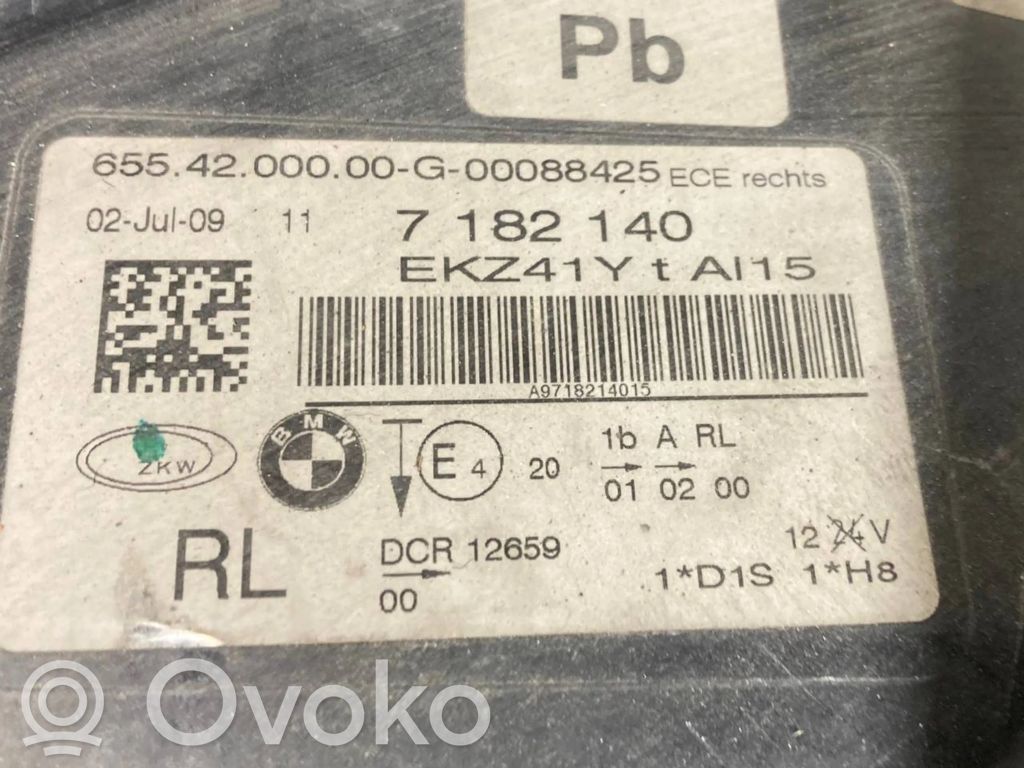 Pb
655.42.000.00-G-00088425 ECE rechts
02-Jul-09 11 7 182 140
EKZ41Y t AI15
A9718214015
ZKW BMW E 4 20 1b A RL
01 02 00
RL DCR 12659 12 24 V
00 1*D1S 1*H8
Ovoko